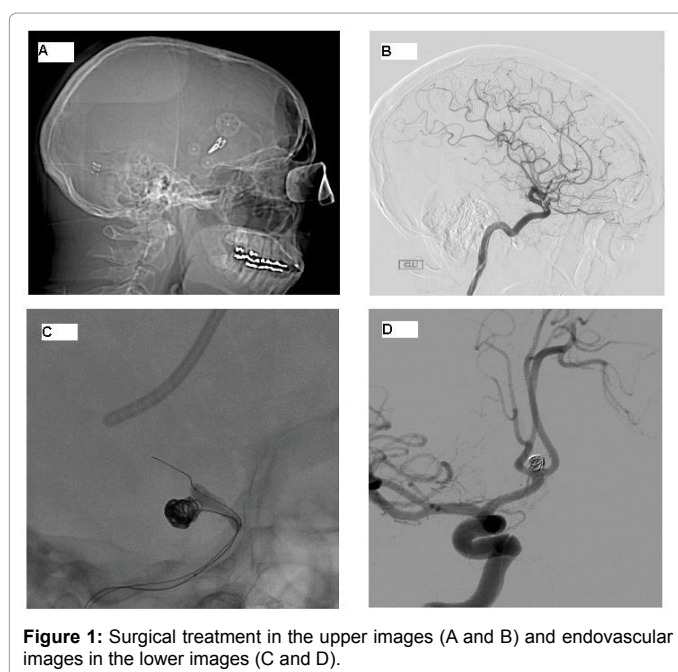 A
B
C
D
Figure 1: Surgical treatment in the upper images (A and B) and endovascular
images in the lower images (C and D).